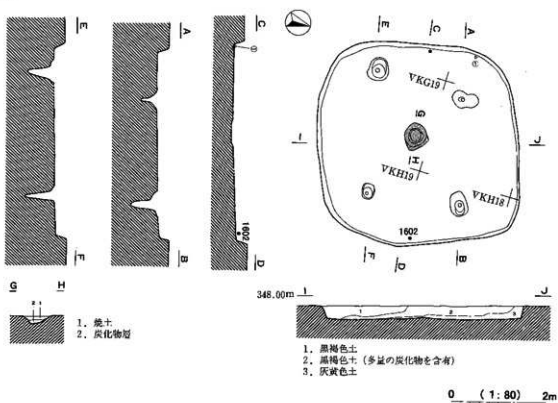 E
A
C
E
C
A
VKG19
G
H
I
J
VKH19
VKH18
1602
1602
F
B
D
F
D
B
G
H
2 1
1. 焼土
2. 炭化物層
348.00m
I
J
1
2
3
1. 黒褐色土
2. 黒褐色土 (多量の炭化物を含有)
3. 灰黄色土
0 (1:80) 2m